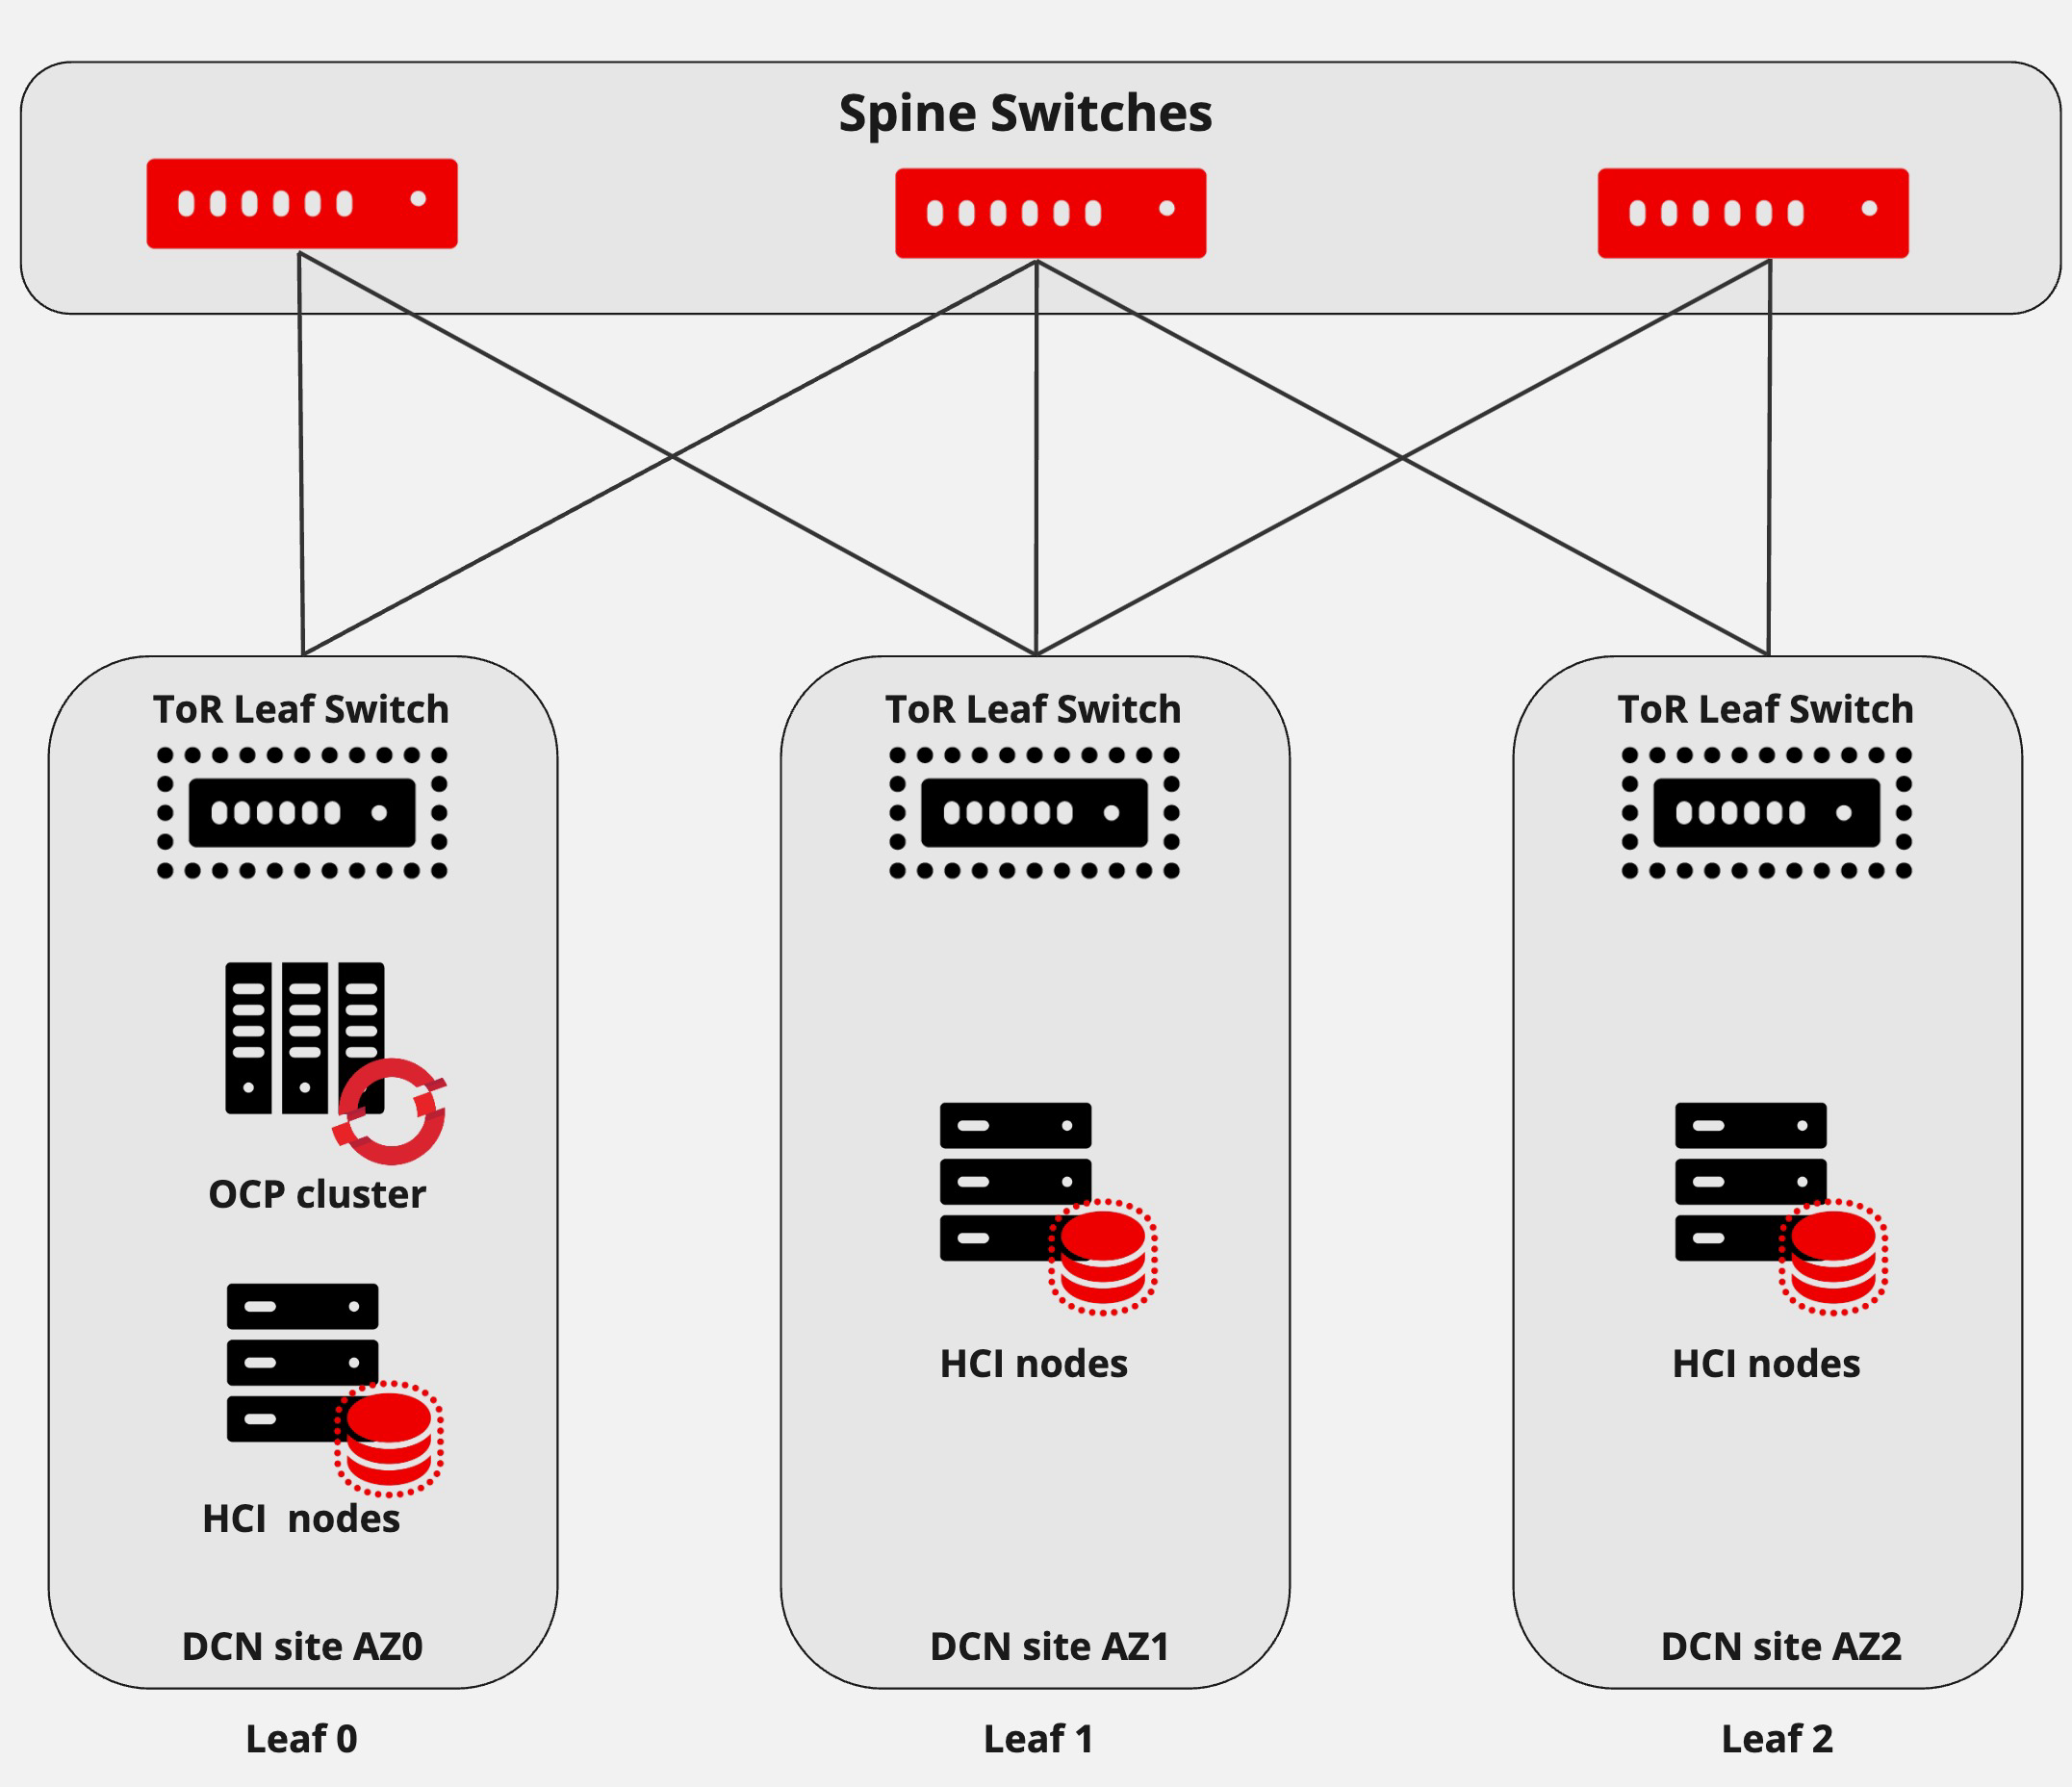 Spine Switches
ToR Leaf Switch
ToR Leaf Switch
ToR Leaf Switch
OCP cluster
HCI nodes
HCI nodes
HCI  nodes
DCN site AZ0
DCN site AZ1
DCN site AZ2
Leaf 0
Leaf 1
Leaf 2